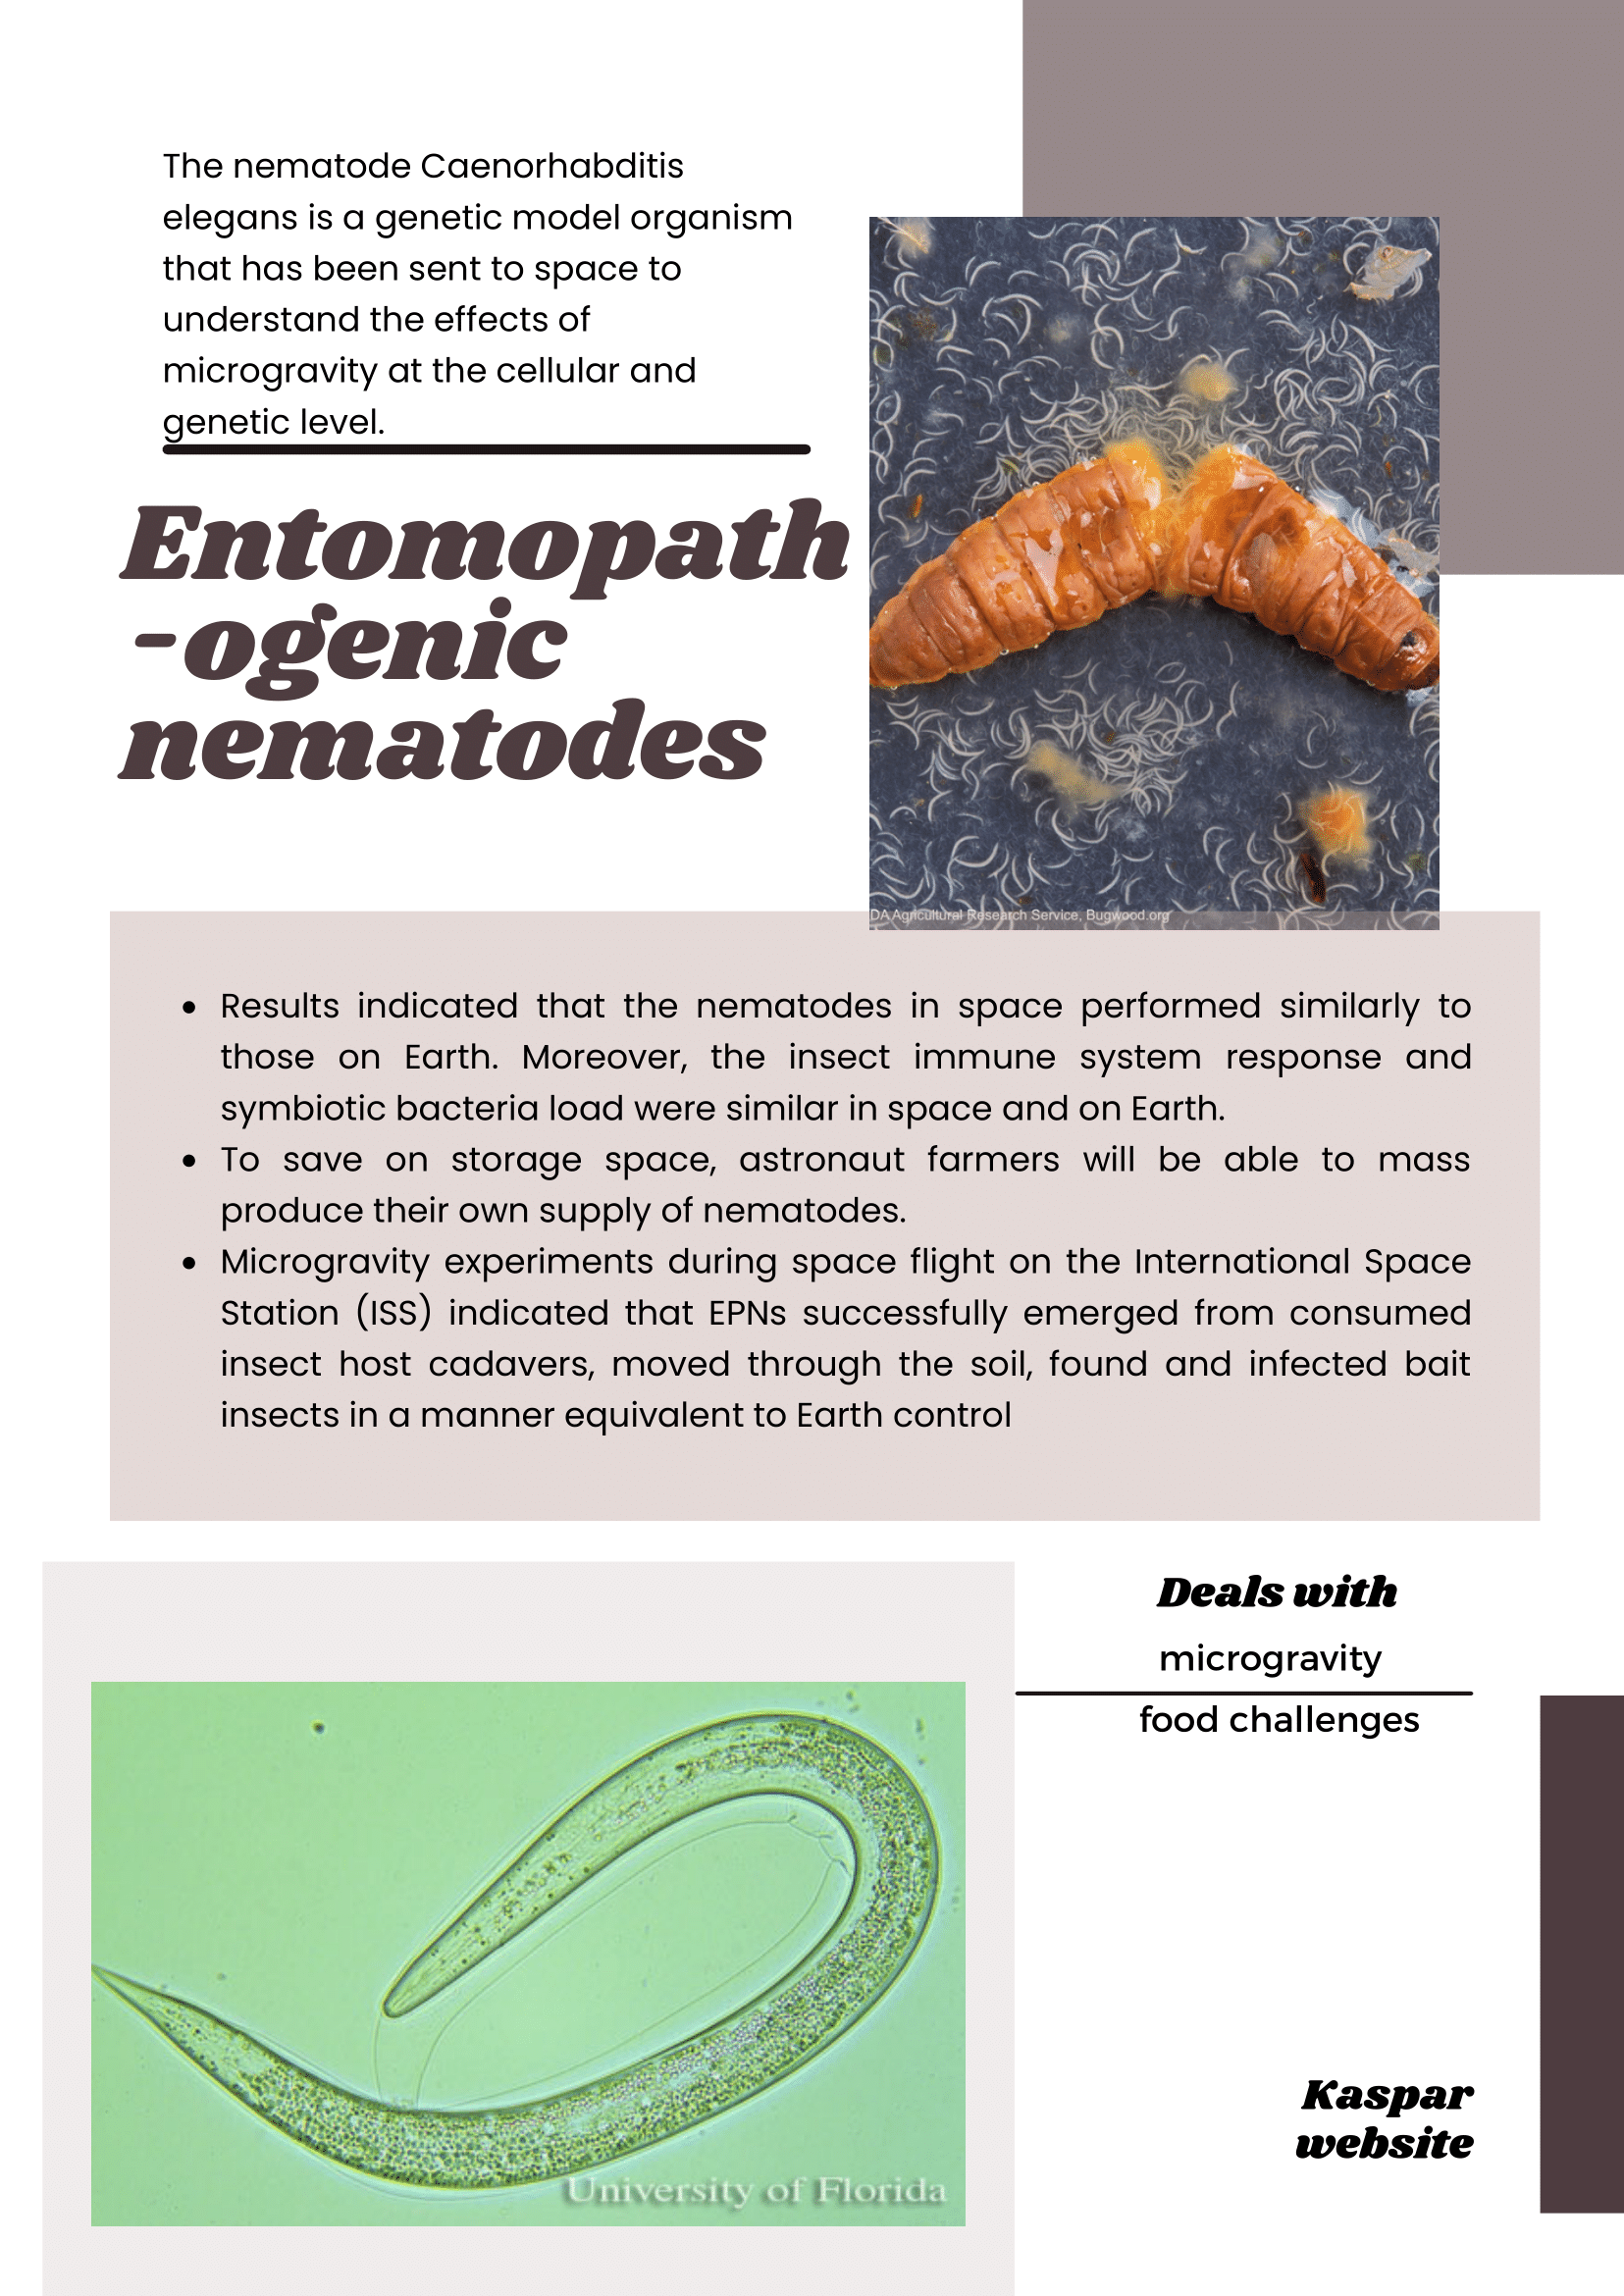 The nematode Caenorhabditis
elegans is a genetic model organism
that has been sent to space to
understand the effects of
microgravity at the cellular and
genetic level.
Entomopath
-ogenic
nematodes
DA Agricultural Research Service, Bugwood.org
• Results indicated that the nematodes in space performed similarly to
those on Earth. Moreover, the insect immune system response and
symbiotic bacteria load were similar in space and on Earth.
• To save on storage space, astronaut farmers will be able to mass
produce their own supply of nematodes.
• Microgravity experiments during space flight on the International Space
Station (ISS) indicated that EPNs successfully emerged from consumed
insect host cadavers, moved through the soil, found and infected bait
insects in a manner equivalent to Earth control
Deals with
microgravity
food challenges
University of Florida
Kaspar
website